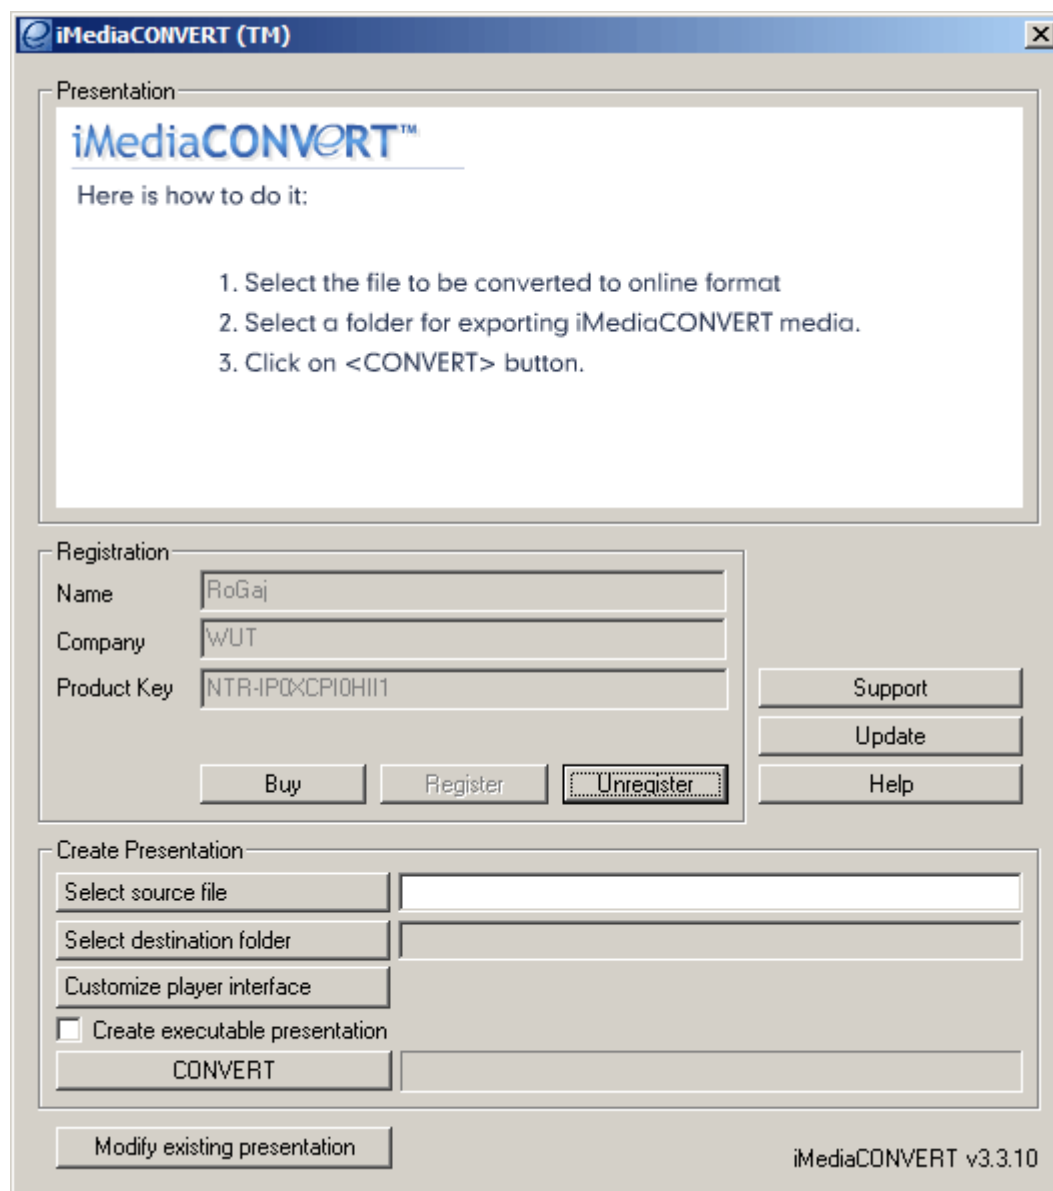 iMediaCONVERT (TM)
Presentation
iMediaCONVERT™
Here is how to do it:
1. Select the file to be converted to online format
2. Select a folder for exporting iMediaCONVERT media.
3. Click on <CONVERT> button.
Registration
Name RoGaj
Company WUT
Product Key NTR-IP0XCPI0HII1
Support
Update
Buy Register Unregister Help
Create Presentation
Select source file
Select destination folder
Customize player interface
Create executable presentation
CONVERT
Modify existing presentation
iMediaCONVERT v3.3.10